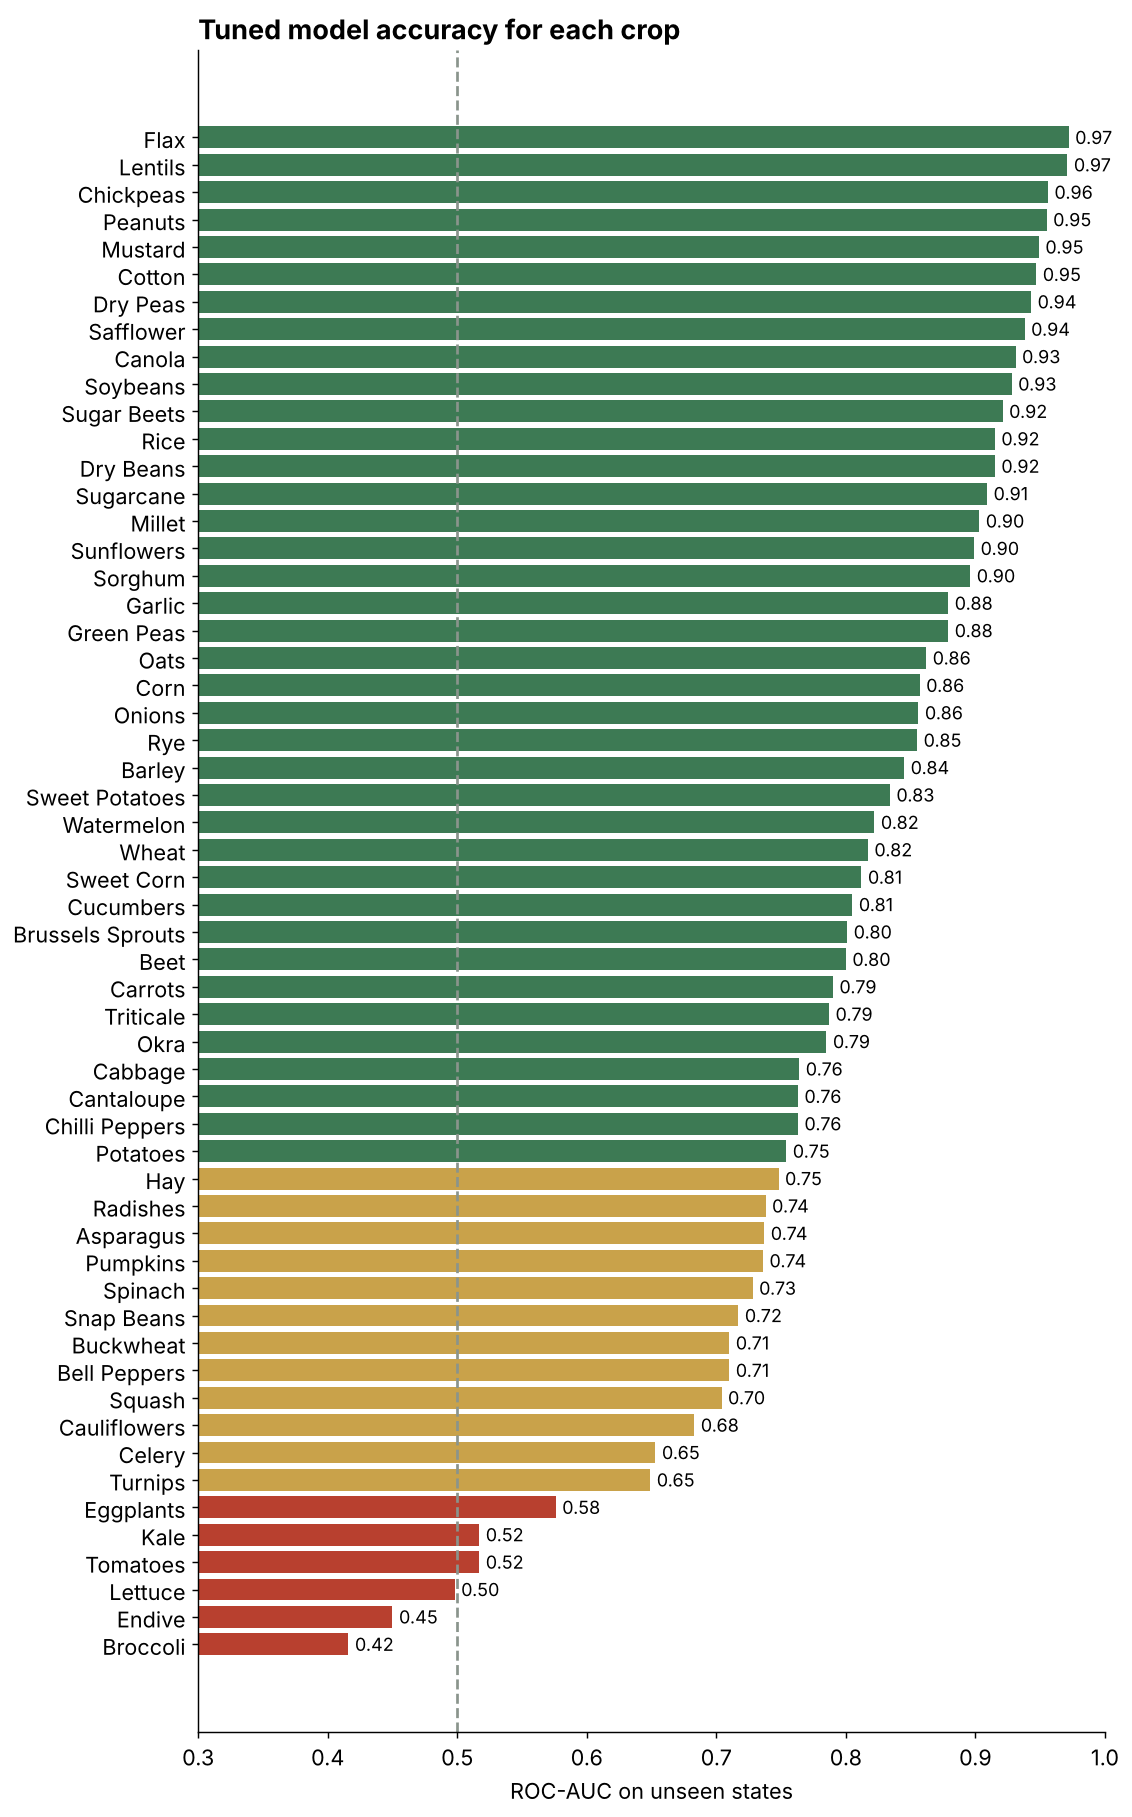 Tuned model accuracy for each crop
Flax 0.97
Lentils 0.97
Chickpeas 0.96
Peanuts 0.95
Mustard 0.95
Cotton 0.95
Dry Peas 0.94
Safflower 0.94
Canola 0.93
Soybeans 0.93
Sugar Beets 0.92
Rice 0.92
Dry Beans 0.92
Sugarcane 0.91
Millet 0.90
Sunflowers 0.90
Sorghum 0.90
Garlic 0.88
Green Peas 0.88
Oats 0.86
Corn 0.86
Onions 0.86
Rye 0.85
Barley 0.84
Sweet Potatoes 0.83
Watermelon 0.82
Wheat 0.82
Sweet Corn 0.81
Cucumbers 0.81
Brussels Sprouts 0.80
Beet 0.80
Carrots 0.79
Triticale 0.79
Okra 0.79
Cabbage 0.76
Cantaloupe 0.76
Chilli Peppers 0.76
Potatoes 0.75
Hay 0.75
Radishes 0.74
Asparagus 0.74
Pumpkins 0.74
Spinach 0.73
Snap Beans 0.72
Buckwheat 0.71
Bell Peppers 0.71
Squash 0.70
Cauliflowers 0.68
Celery 0.65
Turnips 0.65
Eggplants 0.58
Kale 0.52
Tomatoes 0.52
Lettuce 0.50
Endive 0.45
Broccoli 0.42
0.3 0.4 0.5 0.6 0.7 0.8 0.9 1.0
ROC-AUC on unseen states